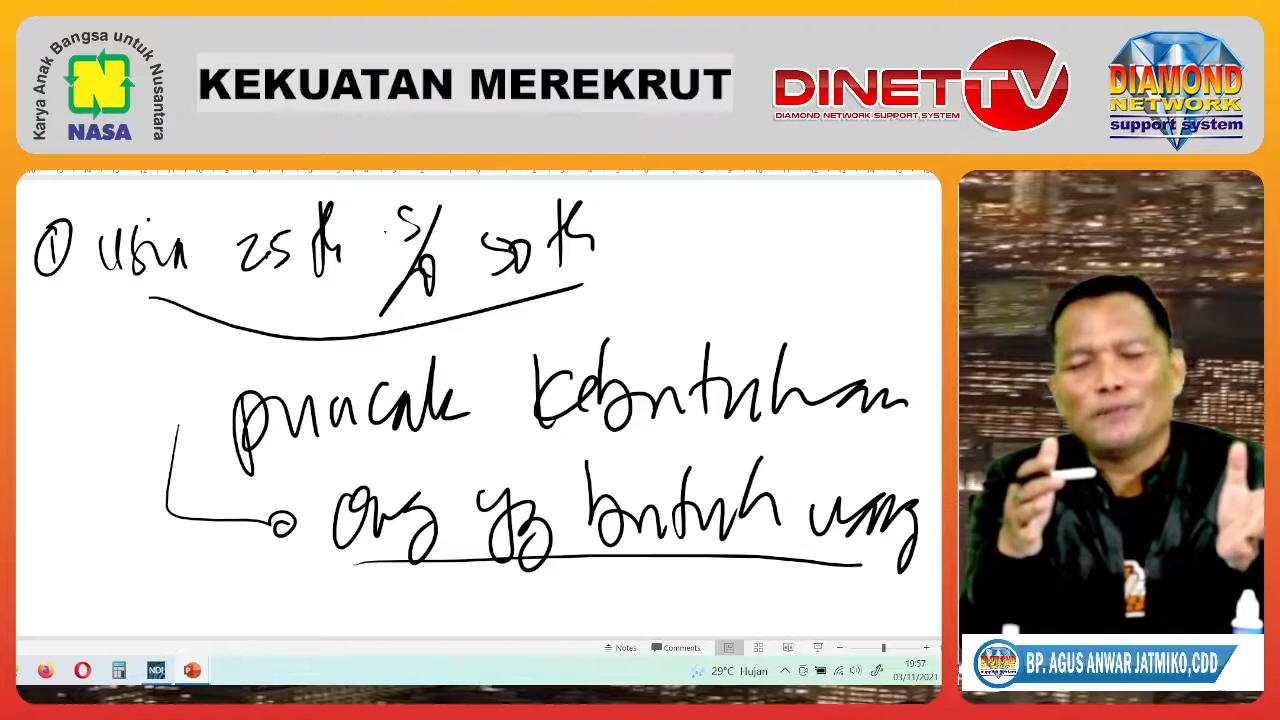 Karya Anak Bangsa untuk Nusantara
NASA
KEKUATAN MEREKRUT
DINET TV
DIAMOND NETWORK SUPPORT SYSTEM
DIAMOND
NETWORK
support system
① usia 25 th s/d 50 th
puncak kebutuhan
org yg butuh uang
Notes Comments
NDI
29°C Hujan
19:57
03/11/2021
BP. AGUS ANWAR JATMIKO,CDD